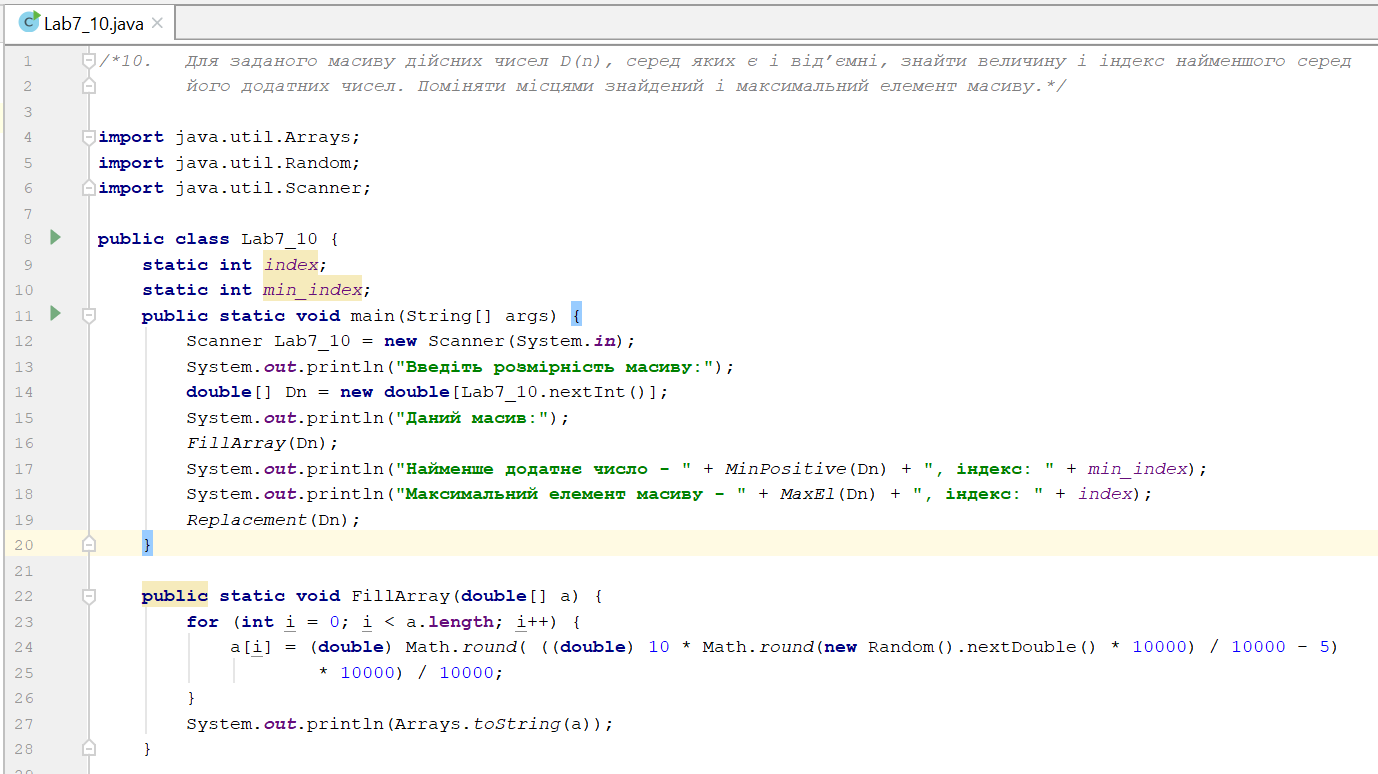 Lab7_10.java
1 /*10. Для заданого масиву дійсних чисел D(n), серед яких є і від’ємні, знайти величину і індекс найменшого серед
2 його додатних чисел. Поміняти місцями знайдений і максимальний елемент масиву.*/
3
4 import java.util.Arrays;
5 import java.util.Random;
6 import java.util.Scanner;
7
8 public class Lab7_10 {
9 static int index;
10 static int min_index;
11 public static void main(String[] args) {
12 Scanner Lab7_10 = new Scanner(System.in);
13 System.out.println("Введіть розмірність масиву:");
14 double[] Dn = new double[Lab7_10.nextInt()];
15 System.out.println("Даний масив:");
16 FillArray(Dn);
17 System.out.println("Найменше додатнє число - " + MinPositive(Dn) + ", індекс: " + min_index);
18 System.out.println("Максимальний елемент масиву - " + MaxEl(Dn) + ", індекс: " + index);
19 Replacement(Dn);
20 }
21
22 public static void FillArray(double[] a) {
23 for (int i = 0; i < a.length; i++) {
24 a[i] = (double) Math.round( ((double) 10 * Math.round(new Random().nextDouble() * 10000) / 10000 - 5)
25 * 10000) / 10000;
26 }
27 System.out.println(Arrays.toString(a));
28 }